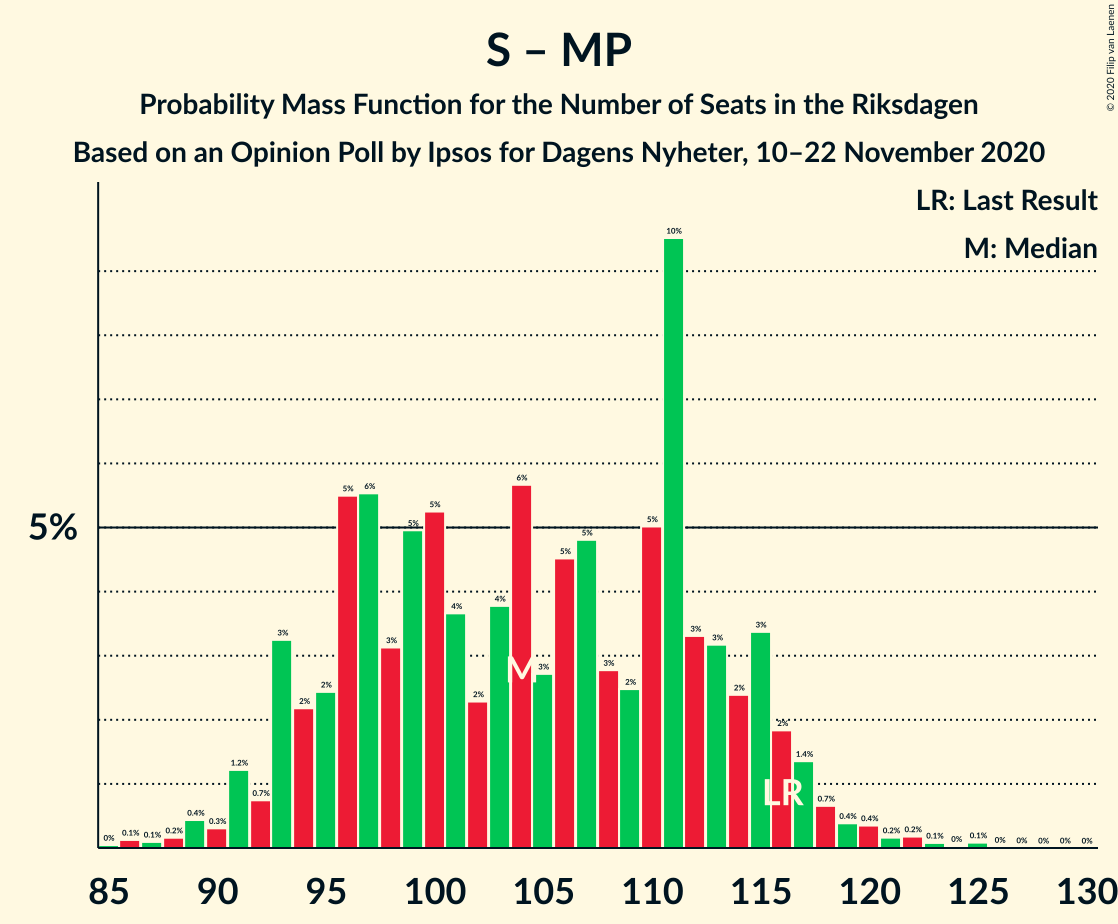 S – MP
Probability Mass Function for the Number of Seats in the Riksdagen
Based on an Opinion Poll by Ipsos for Dagens Nyheter, 10–22 November 2020
© 2020 Filip van Laenen
LR: Last Result
M: Median
5%
0% 0.1% 0.1% 0.2% 0.4% 0.3% 1.2% 0.7% 3% 2% 2% 5% 6% 3% 5% 5% 4% 2% 4% 6% 3% 5% 5% 3% 2% 5% 10% 3% 3% 2% 3% 2% 1.4% 0.7% 0.4% 0.4% 0.2% 0.2% 0.1% 0% 0.1% 0% 0% 0% 0% 0%
M
LR
85 90 95 100 105 110 115 120 125 130